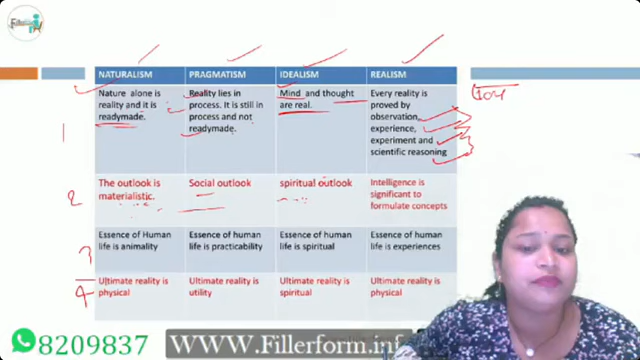 Fillerform
NATURALISM PRAGMATISM IDEALISM REALISM
Nature alone is
reality and it is
readymade.
Reality lies in
process. It is still in
process and not
readymade.
Mind and thought
are real.
Every reality is
proved by
observation,
experience,
experiment and
scientific reasoning
1
The outlook is
materialistic.
Social outlook
spiritual outlook
Intelligence is
significant to
formulate concepts
2
Essence of Human
life is animality
Essence of human
life is practicability
Essence of human
life is spiritual
Essence of human
life is experiences
3
Ultimate reality is
physical
Ultimate reality is
utility
Ultimate reality is
spiritual
Ultimate reality is
physical
4
8209837 WWW.Fillerform.info